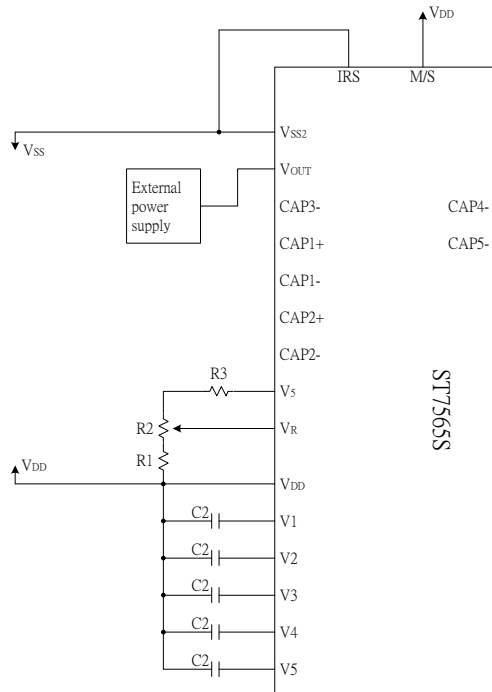 VDD
IRS M/S
VSS2
VSS
VOUT
External
power
supply
CAP3- CAP4-
CAP1+ CAP5-
CAP1-
CAP2+
CAP2-
ST7565S
R3
V5
R2
VR
R1
VDD
VDD
C2
V1
C2
V2
C2
V3
C2
V4
C2
V5